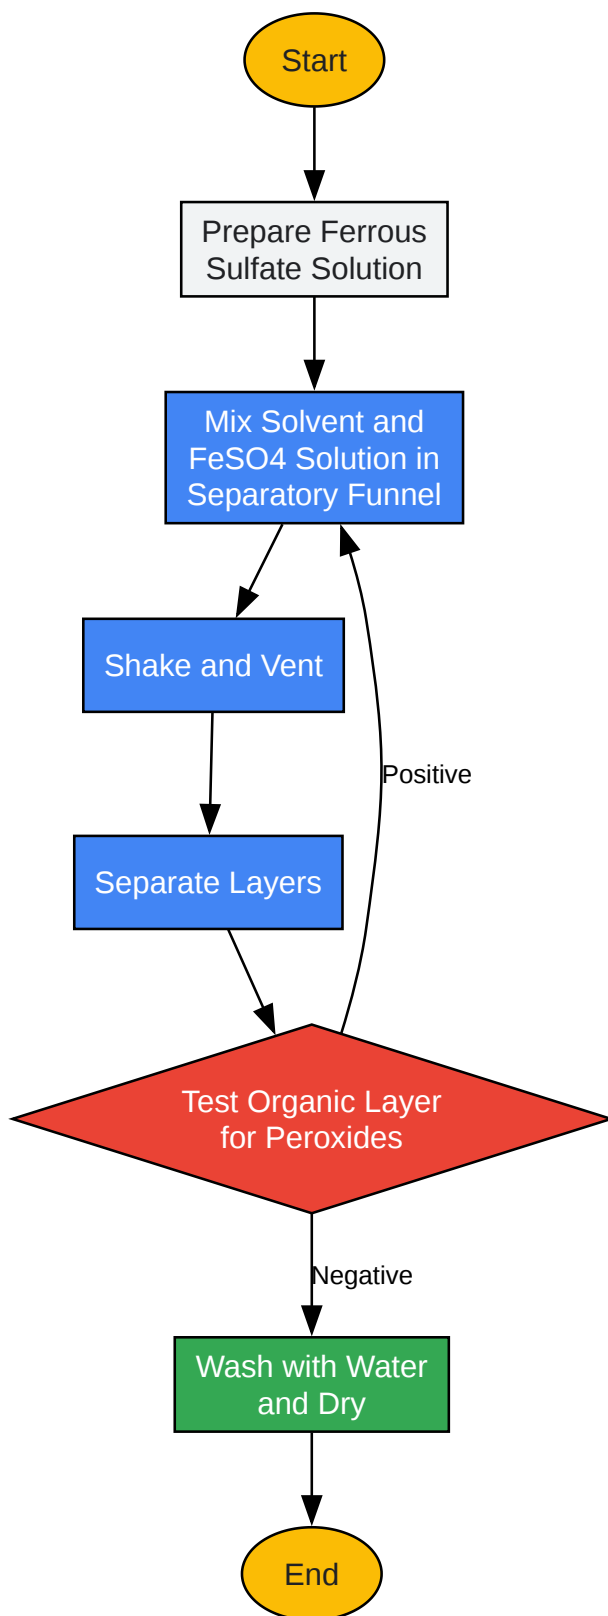 Start
Prepare Ferrous
Sulfate Solution
Mix Solvent and
FeSO4 Solution in
Separatory Funnel
Shake and Vent
Positive
Separate Layers
Test Organic Layer
for Peroxides
Negative
Wash with Water
and Dry
End